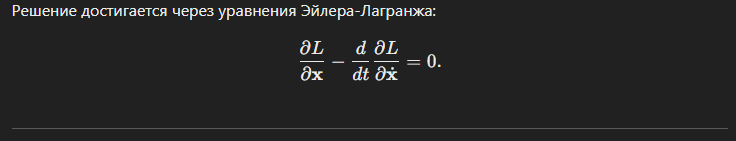 Решение достигается через уравнения Эйлера-Лагранжа:
∂L/∂𝐱 − d/dt ∂L/∂𝐱̇ = 0.